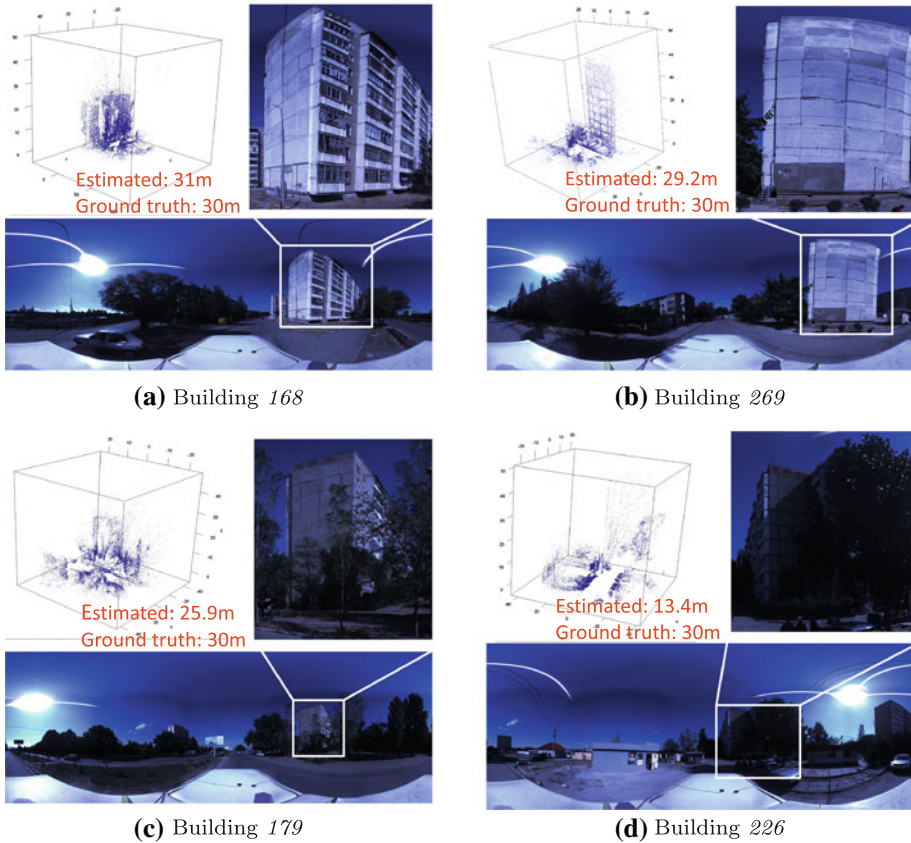 Estimated: 31m
Ground truth: 30m
Estimated: 29.2m
Ground truth: 30m
(a) Building 168
(b) Building 269
Estimated: 25.9m
Ground truth: 30m
Estimated: 13.4m
Ground truth: 30m
(c) Building 179
(d) Building 226